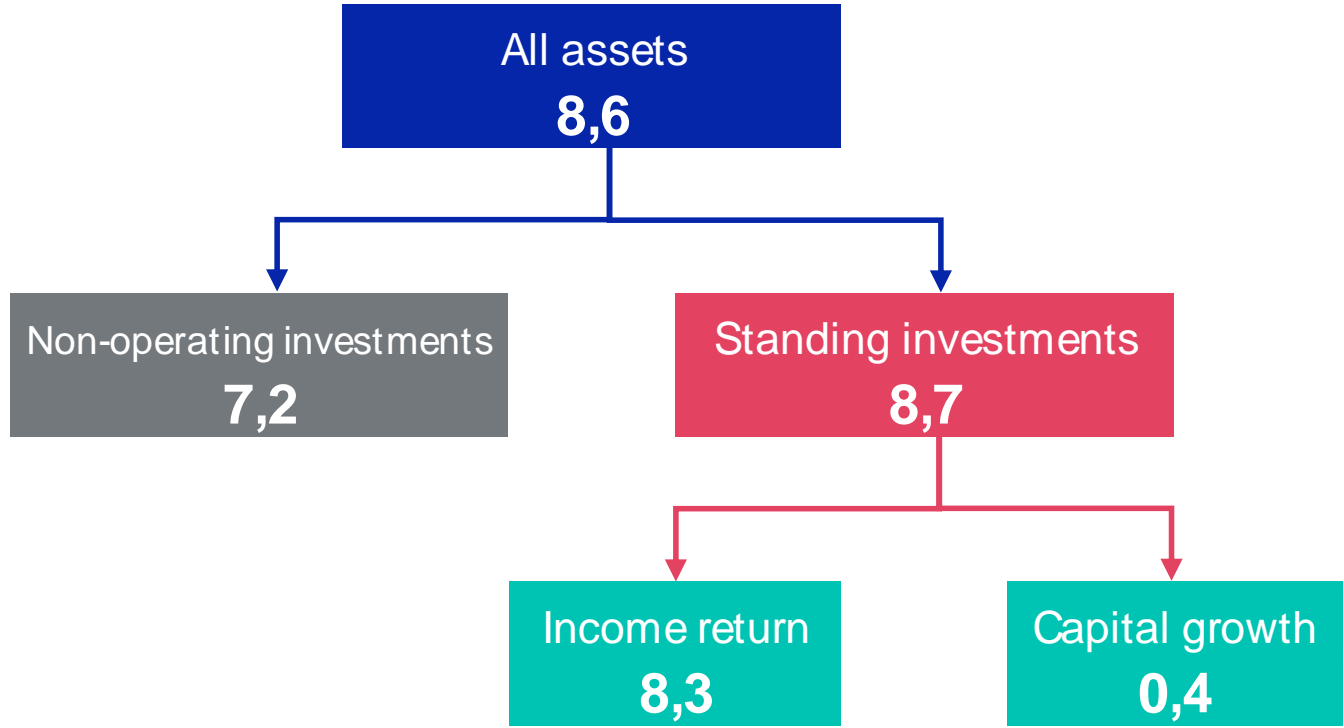 All assets
8,6
Non-operating investments
7,2
Standing investments
8,7
Income return
8,3
Capital growth
0,4